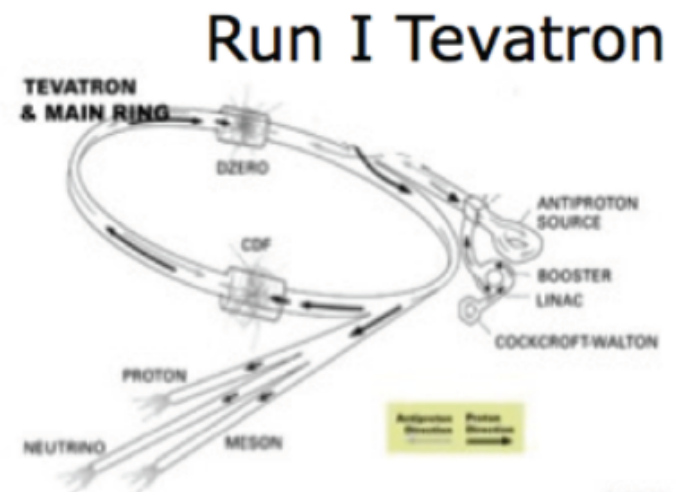 Run I Tevatron
TEVATRON
& MAIN RING
DZERO
ANTIPROTON
SOURCE
CDF
BOOSTER
LINAC
COCKCROFT-WALTON
PROTON
NEUTRINO
MESON
Antiproton Proton
Direction Direction